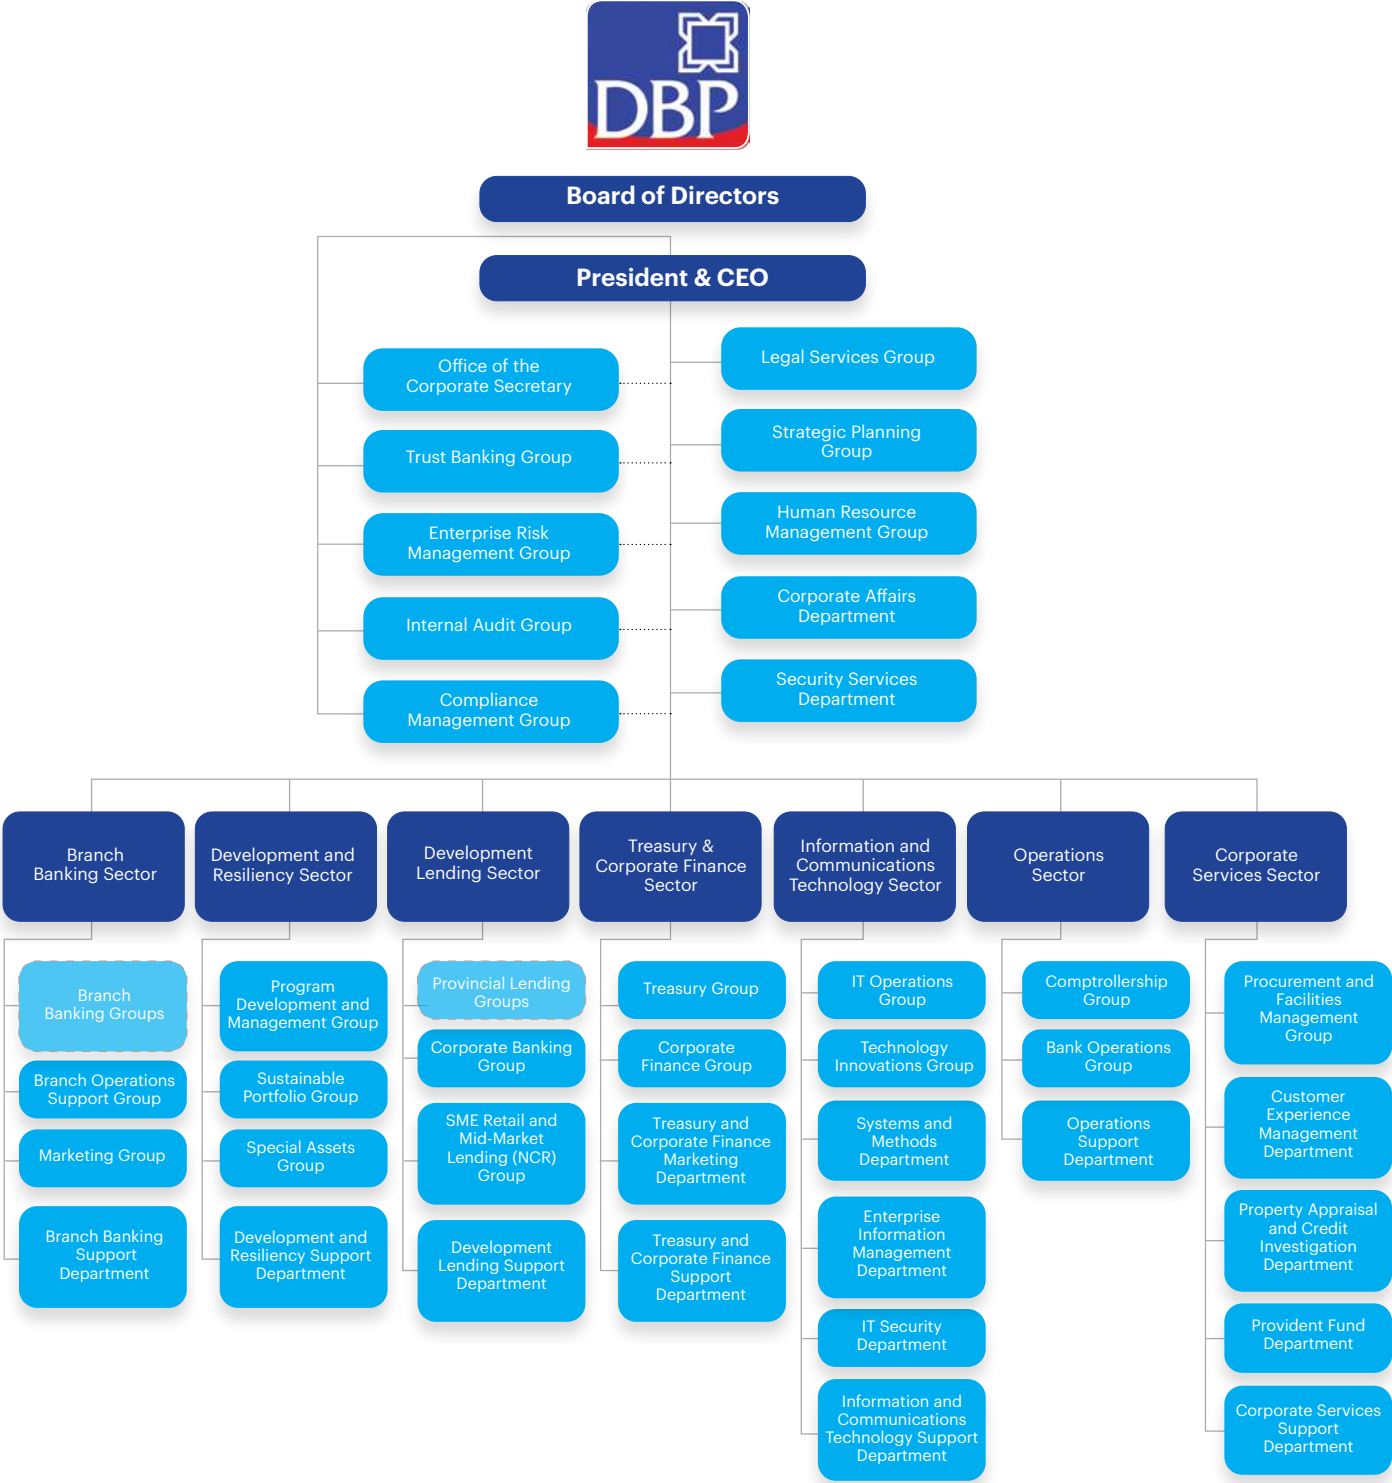 DBP
Board of Directors
President & CEO
Office of the
Corporate Secretary
Trust Banking Group
Enterprise Risk
Management Group
Internal Audit Group
Compliance
Management Group
Legal Services Group
Strategic Planning
Group
Human Resource
Management Group
Corporate Affairs
Department
Security Services
Department
Branch
Banking Sector
Branch
Banking Groups
Branch Operations
Support Group
Marketing Group
Branch Banking
Support
Department
Development and
Resiliency Sector
Program
Development and
Management Group
Sustainable
Portfolio Group
Special Assets
Group
Development and
Resiliency Support
Department
Development
Lending Sector
Provincial Lending
Groups
Corporate Banking
Group
SME Retail and
Mid-Market
Lending (NCR)
Group
Development
Lending Support
Department
Treasury &
Corporate Finance
Sector
Treasury Group
Corporate
Finance Group
Treasury and
Corporate Finance
Marketing
Department
Treasury and
Corporate Finance
Support
Department
Information and
Communications
Technology Sector
IT Operations
Group
Technology
Innovations Group
Systems and
Methods
Department
Enterprise
Information
Management
Department
IT Security
Department
Information and
Communications
Technology Support
Department
Operations
Sector
Comptrollership
Group
Bank Operations
Group
Operations
Support
Department
Corporate
Services Sector
Procurement and
Facilities
Management
Group
Customer
Experience
Management
Department
Property Appraisal
and Credit
Investigation
Department
Provident Fund
Department
Corporate Services
Support
Department